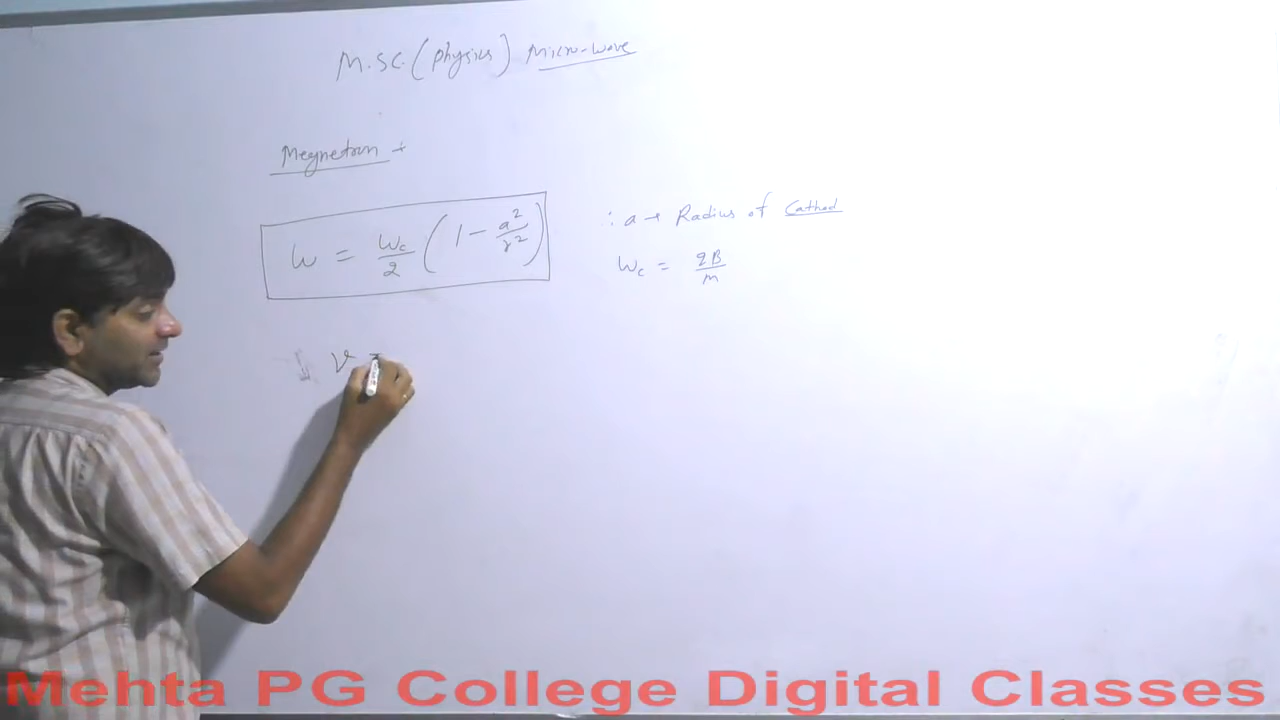 M.SC. (Physics) Micro-wave
Megnetron →
ω = ωc/2 (1 - a²/r²)
∴ a → Radius of Cathod
ωc = qB/m
v =
Mehta PG College Digital Classes